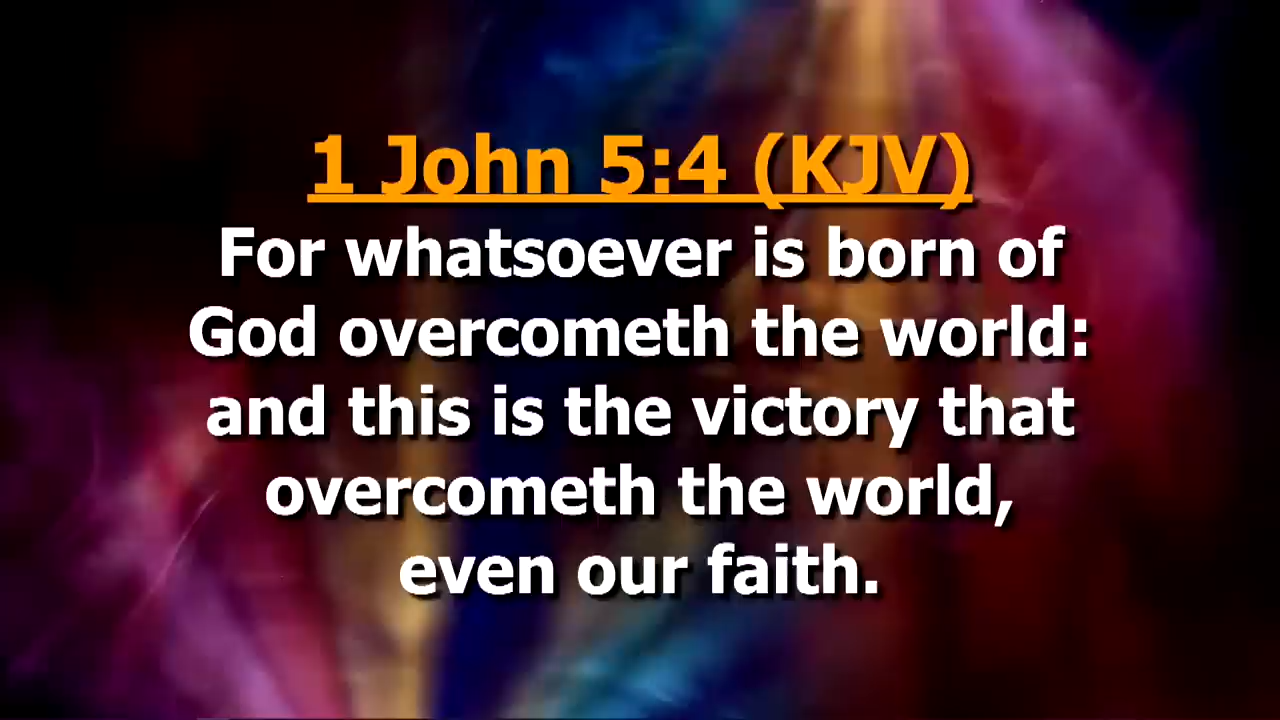 1 John 5:4 (KJV)
For whatsoever is born of
God overcometh the world:
and this is the victory that
overcometh the world,
even our faith.